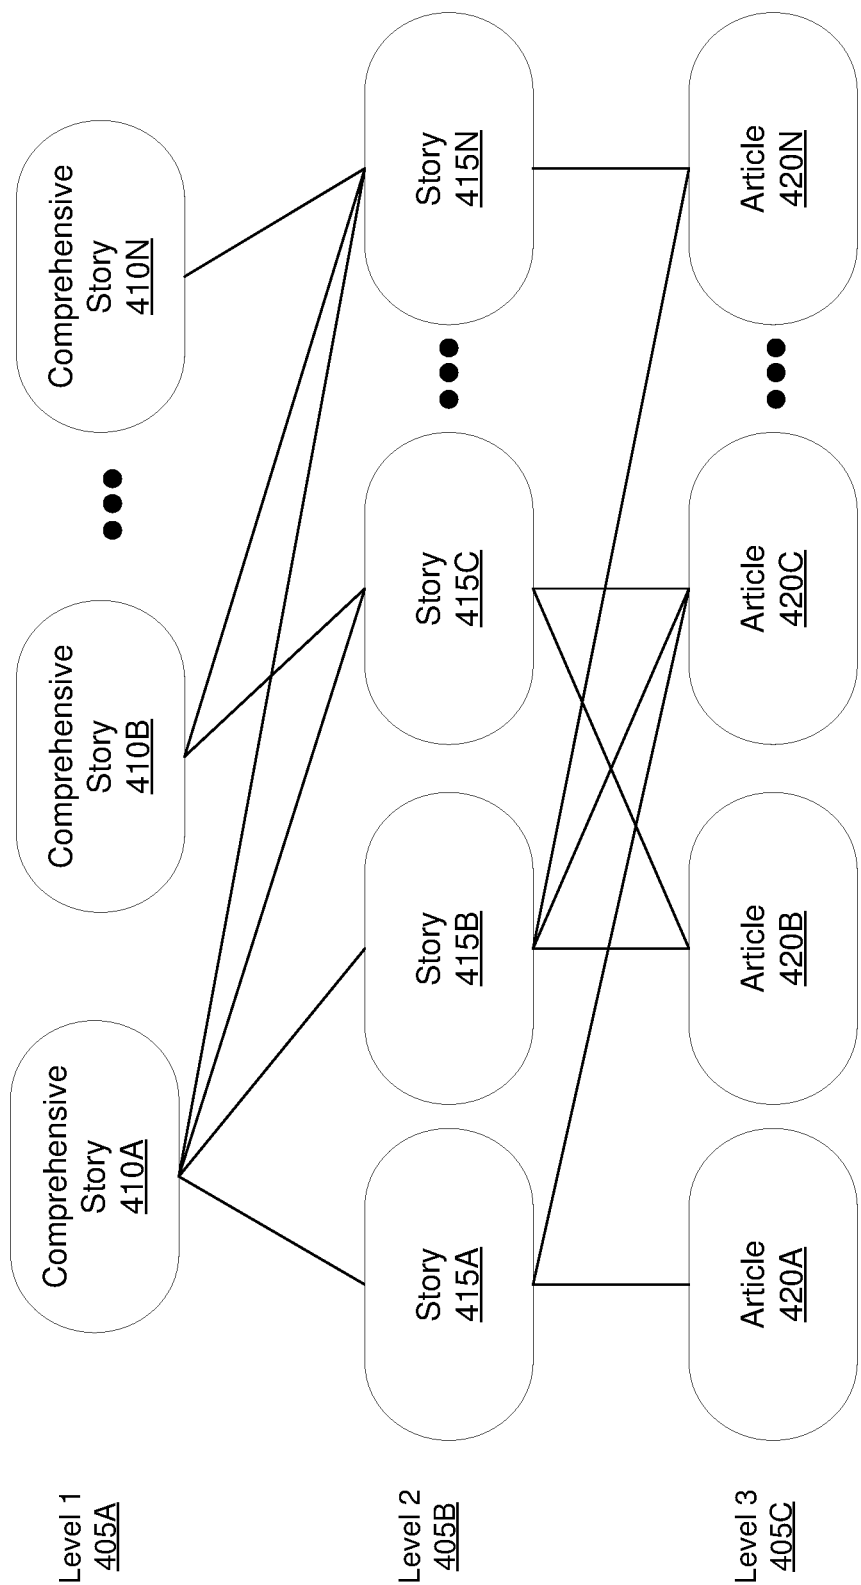 Level 1
405A
Comprehensive
Story
410A
Comprehensive
Story
410B
Comprehensive
Story
410N
Level 2
405B
Story
415A
Story
415B
Story
415C
Story
415N
Level 3
405C
Article
420A
Article
420B
Article
420C
Article
420N